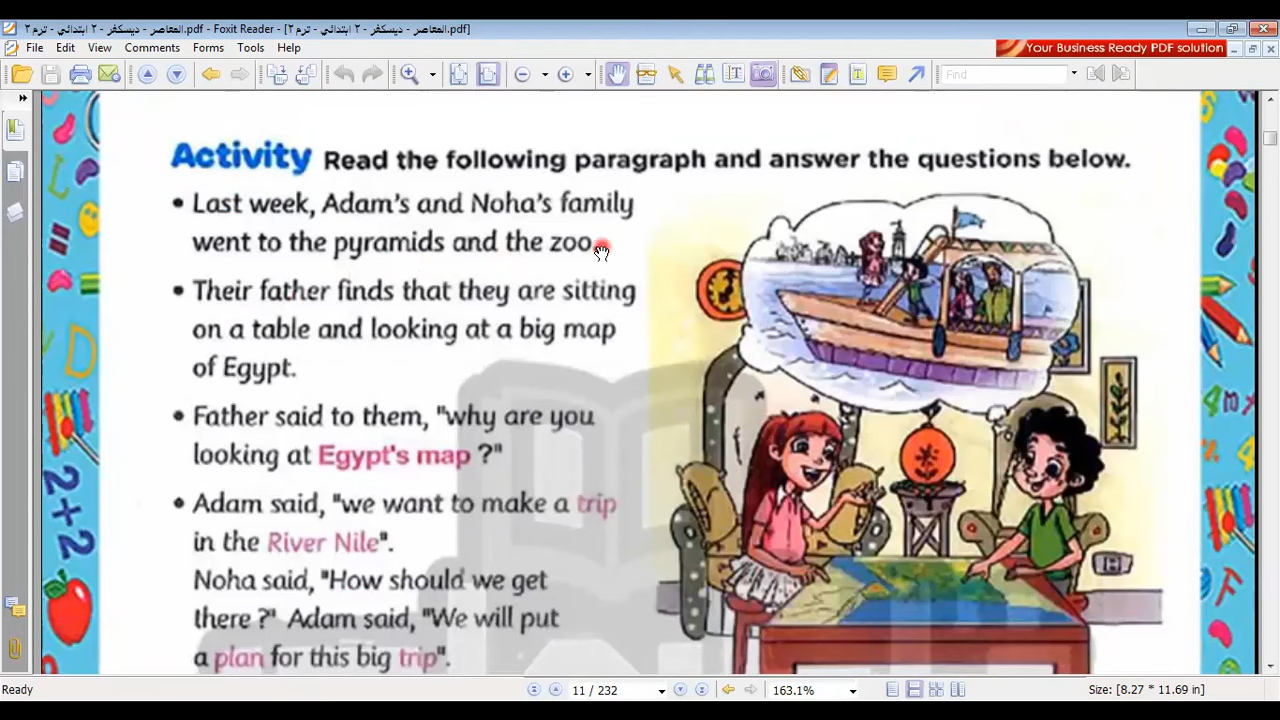 المعاصر - ديسكفر - ٢ ابتدائي - ترم٢.pdf - Foxit Reader - [المعاصر - ديسكفر - ٢ ابتدائي - ترم٢.pdf]
File Edit View Comments Forms Tools Help
Your Business Ready PDF solution
Find
Activity Read the following paragraph and answer the questions below.
• Last week, Adam's and Noha's family
went to the pyramids and the zoo
• Their father finds that they are sitting
on a table and looking at a big map
of Egypt.
• Father said to them, "why are you
looking at Egypt's map ?"
• Adam said, "we want to make a trip
in the River Nile".
Noha said, "How should we get
there ?" Adam said, "We will put
a plan for this big trip".
2+2
Ready
11 / 232
163.1%
Size: [8.27 * 11.69 in]